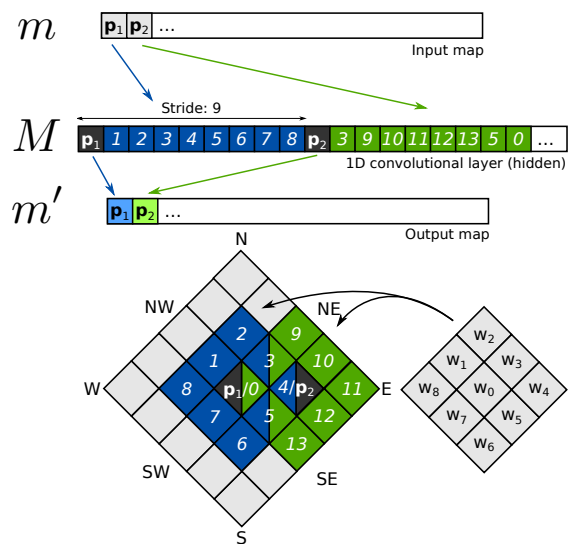 m p₁ p₂ ...
Input map
Stride: 9
M p₁ 1 2 3 4 5 6 7 8 p₂ 3 9 10 11 12 13 5 0 ...
1D convolutional layer (hidden)
m′ p₁ p₂ ...
Output map
N
NW NE
2 9 w₂
1 3 10 w₁ w₃
W 8 p₁/0 4/p₂ 11 E w₈ w₀ w₄
7 5 12 w₇ w₅
6 13 w₆
SW SE
S